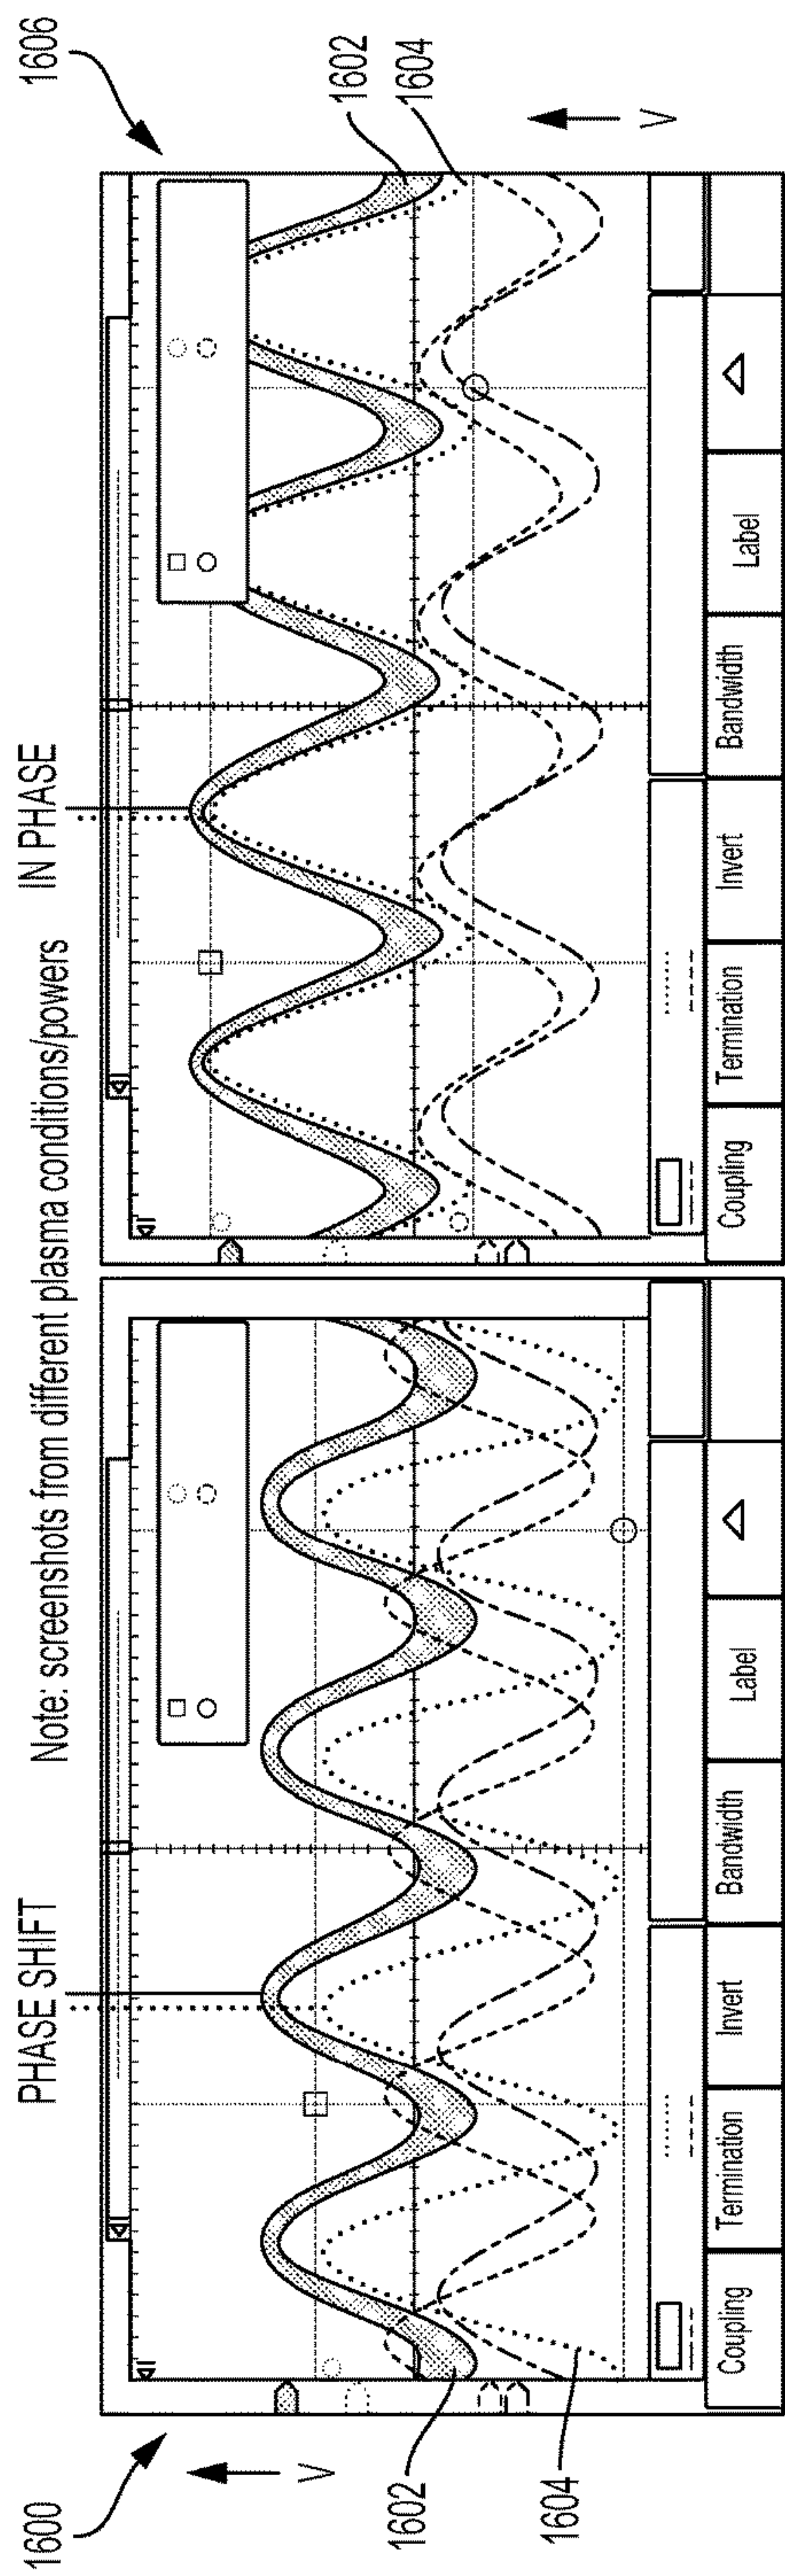 PHASE SHIFT
Note: screenshots from different plasma conditions/powers
IN PHASE
1600
V
1602
1604
Coupling
Termination
Invert
Bandwidth
Label
1606
1602
1604
V
Coupling
Termination
Invert
Bandwidth
Label